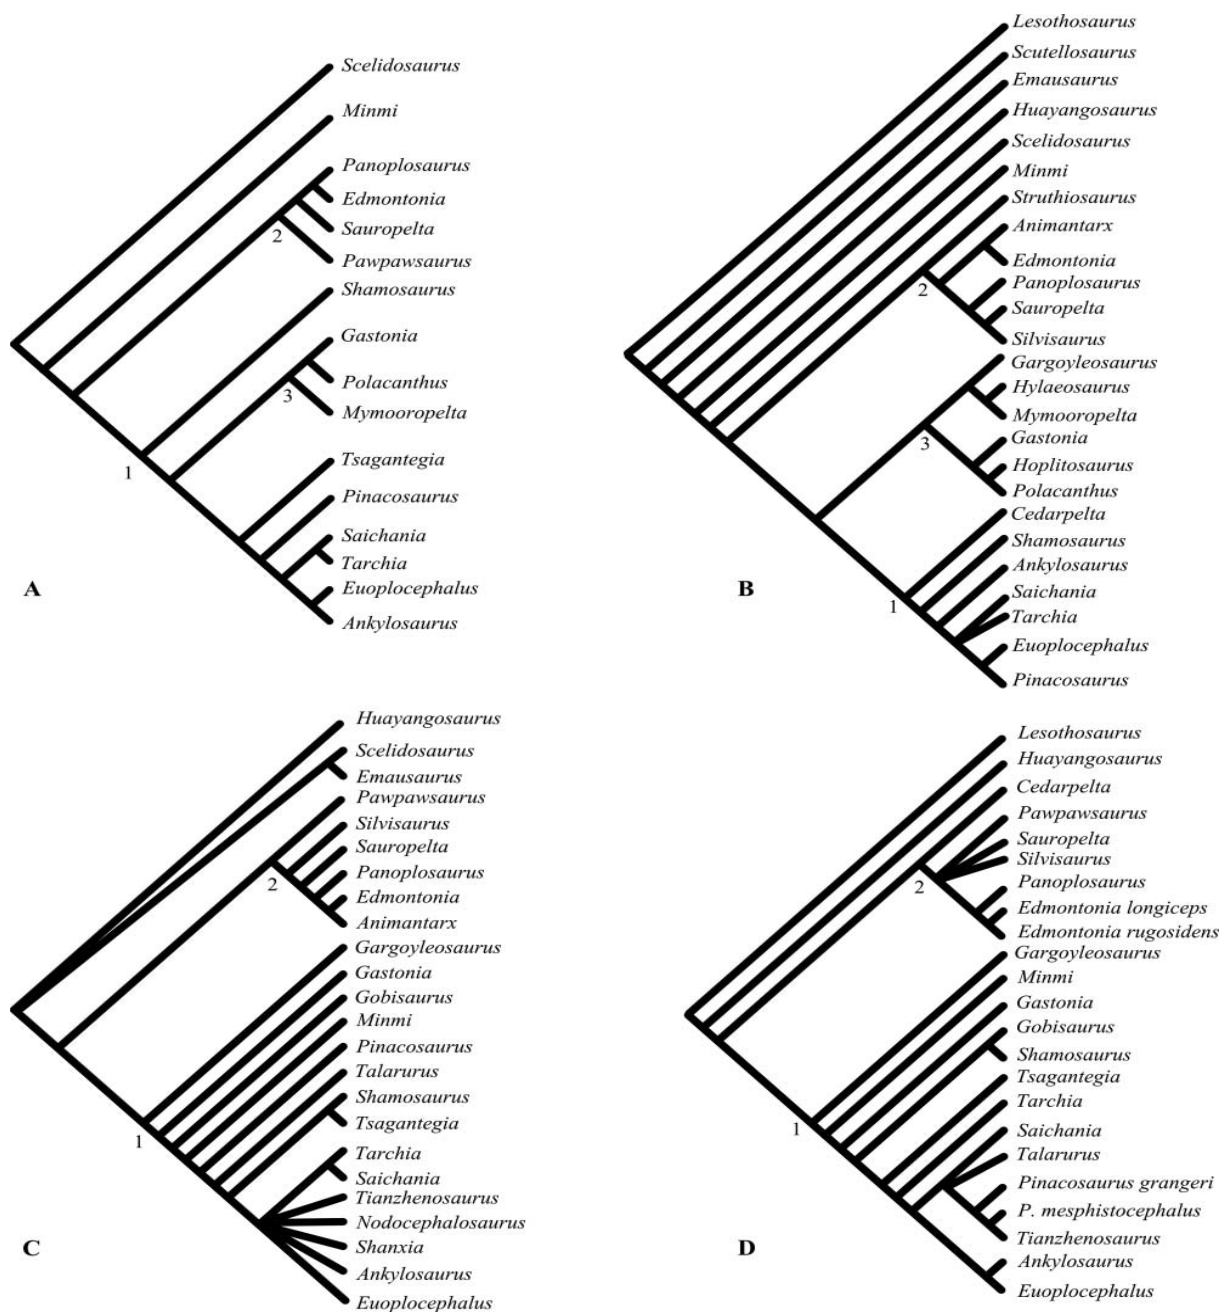 Scelidosaurus
Minmi
Panoplosaurus
Edmontonia
Sauropelta
2
Pawpawsaurus
Shamosaurus
Gastonia
Polacanthus
3
Mymooropelta
Tsagantegia
1
Pinacosaurus
Saichania
Tarchia
A
Euoplocephalus
Ankylosaurus
Lesothosaurus
Scutellosaurus
Emausaurus
Huayangosaurus
Scelidosaurus
Minmi
Struthiosaurus
Animantarx
Edmontonia
2
Panoplosaurus
Sauropelta
Silvisaurus
Gargoyleosaurus
Hylaeosaurus
Mymooropelta
3
Gastonia
Hoplitosaurus
Polacanthus
Cedarpelta
Shamosaurus
Ankylosaurus
B
Saichania
1
Tarchia
Euoplocephalus
Pinacosaurus
Huayangosaurus
Scelidosaurus
Emausaurus
Pawpawsaurus
Silvisaurus
Sauropelta
Panoplosaurus
2
Edmontonia
Animantarx
Gargoyleosaurus
Gastonia
Gobisaurus
Minmi
Pinacosaurus
Talarurus
Shamosaurus
Tsagantegia
1
Tarchia
Saichania
Tianzhenosaurus
Nodocephalosaurus
C
Shanxia
Ankylosaurus
Euoplocephalus
Lesothosaurus
Huayangosaurus
Cedarpelta
Pawpawsaurus
Sauropelta
Silvisaurus
2
Panoplosaurus
Edmontonia longiceps
Edmontonia rugosidens
Gargoyleosaurus
Minmi
Gastonia
Gobisaurus
Shamosaurus
Tsagantegia
Tarchia
1
Saichania
Talarurus
Pinacosaurus grangeri
P. mesphistocephalus
Tianzhenosaurus
D
Ankylosaurus
Euoplocephalus